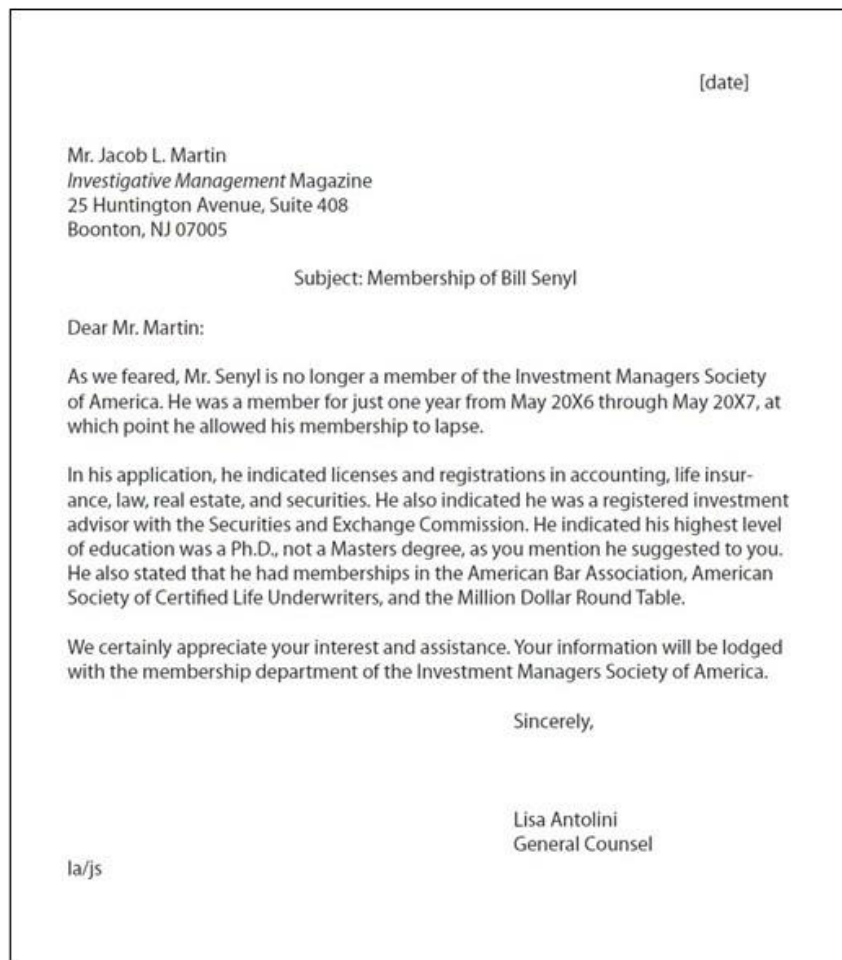 [date]
Mr. Jacob L. Martin
Investigative Management Magazine
25 Huntington Avenue, Suite 408
Boonton, NJ 07005
Subject: Membership of Bill Senyl
Dear Mr. Martin:
As we feared, Mr. Senyl is no longer a member of the Investment Managers Society
of America. He was a member for just one year from May 20X6 through May 20X7, at
which point he allowed his membership to lapse.
In his application, he indicated licenses and registrations in accounting, life insur-
ance, law, real estate, and securities. He also indicated he was a registered investment
advisor with the Securities and Exchange Commission. He indicated his highest level
of education was a Ph.D., not a Masters degree, as you mention he suggested to you.
He also stated that he had memberships in the American Bar Association, American
Society of Certified Life Underwriters, and the Million Dollar Round Table.
We certainly appreciate your interest and assistance. Your information will be lodged
with the membership department of the Investment Managers Society of America.
Sincerely,
Lisa Antolini
General Counsel
la/js